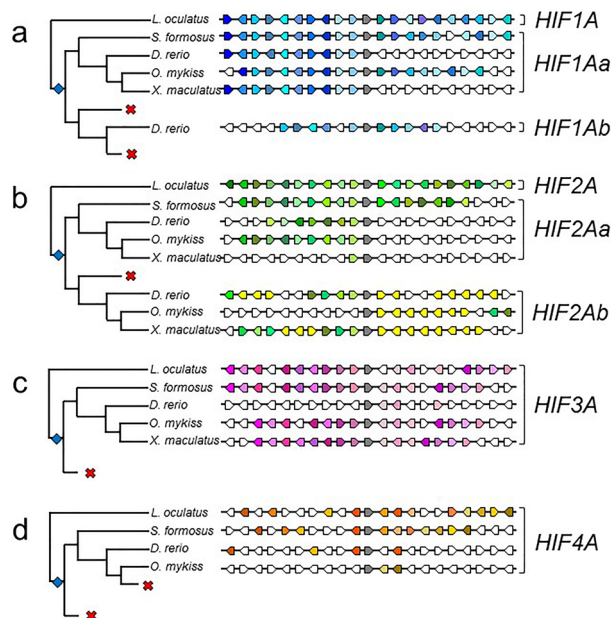 a
L. oculatus HIF1A
S. formosus
D. rerio HIF1Aa
O. mykiss
X. maculatus
D. rerio HIF1Ab
b
L. oculatus HIF2A
S. formosus
D. rerio HIF2Aa
O. mykiss
X. maculatus
D. rerio
O. mykiss HIF2Ab
X. maculatus
c
L. oculatus
S. formosus
D. rerio HIF3A
O. mykiss
X. maculatus
d
L. oculatus
S. formosus
D. rerio HIF4A
O. mykiss